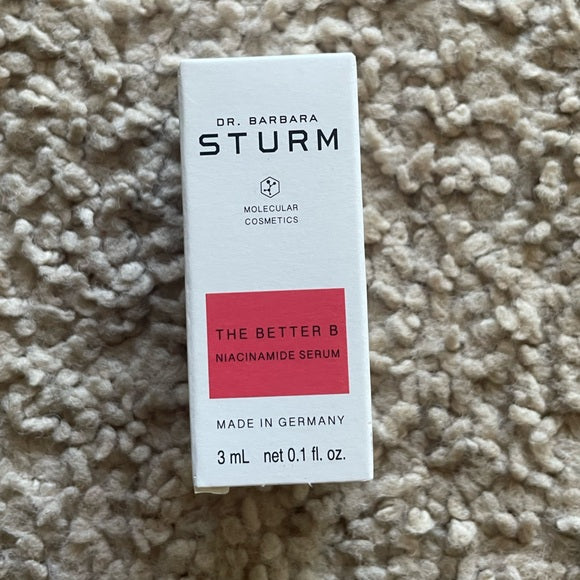 DR. BARBARA
STURM
MOLECULAR
COSMETICS
THE BETTER B
NIACINAMIDE SERUM
MADE IN GERMANY
3 mL net 0.1 fl. oz.